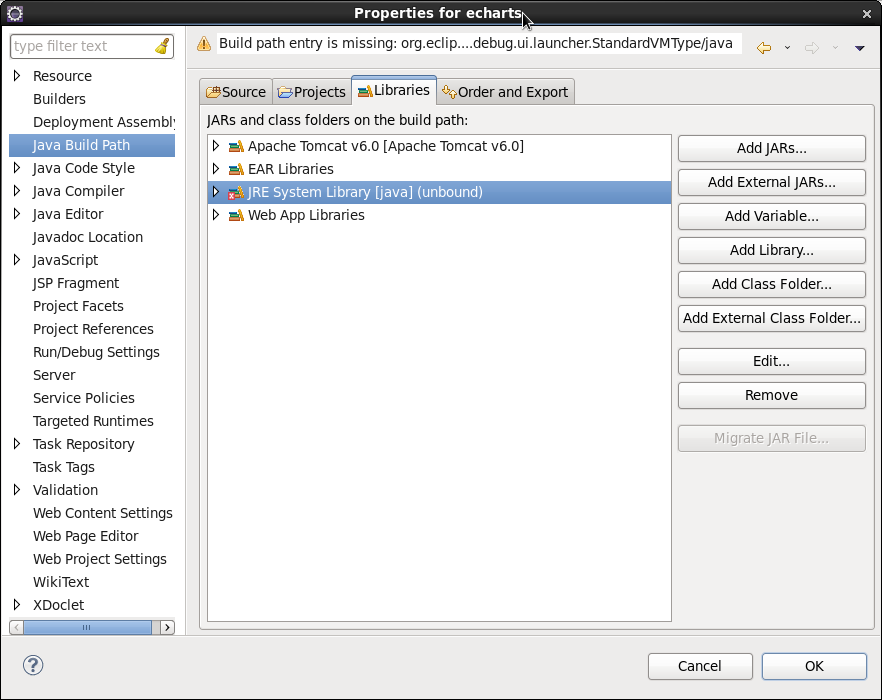 Properties for echarts
type filter text
Build path entry is missing: org.eclip....debug.ui.launcher.StandardVMType/java
Resource
Builders
Deployment Assembly
Java Build Path
Java Code Style
Java Compiler
Java Editor
Javadoc Location
JavaScript
JSP Fragment
Project Facets
Project References
Run/Debug Settings
Server
Service Policies
Targeted Runtimes
Task Repository
Task Tags
Validation
Web Content Settings
Web Page Editor
Web Project Settings
WikiText
XDoclet
Source
Projects
Libraries
Order and Export
JARs and class folders on the build path:
Apache Tomcat v6.0 [Apache Tomcat v6.0]
EAR Libraries
JRE System Library [java] (unbound)
Web App Libraries
Add JARs...
Add External JARs...
Add Variable...
Add Library...
Add Class Folder...
Add External Class Folder...
Edit...
Remove
Migrate JAR File...
?
Cancel
OK